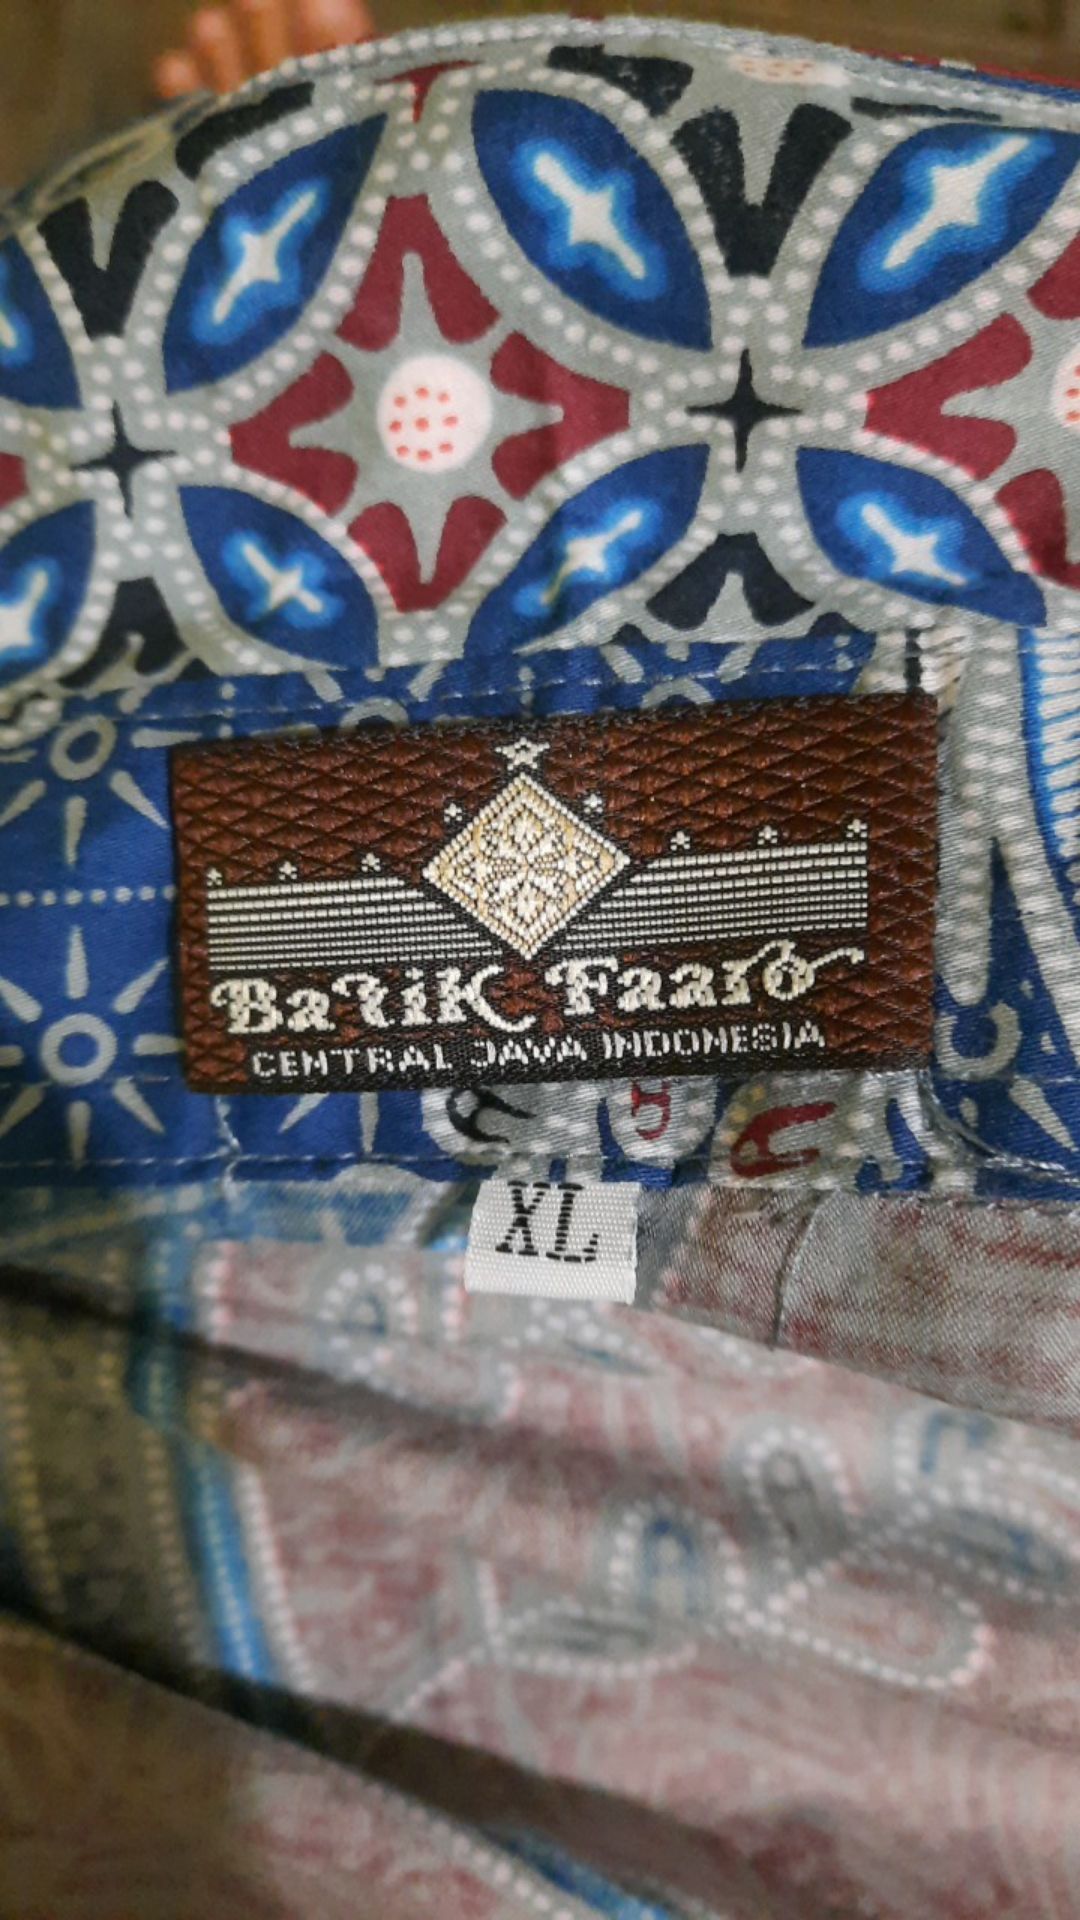 Batik Faaro
CENTRAL JAVA INDONESIA
XL